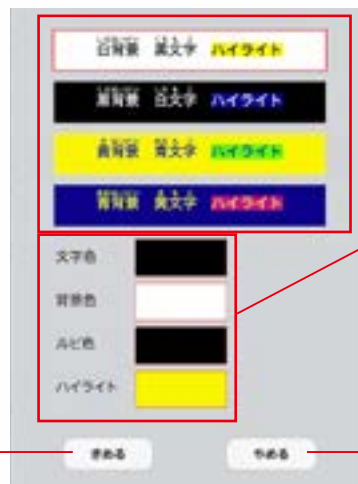 白背景 黒文字 ハイライト
黒背景 白文字 ハイライト
黄背景 青文字 ハイライト
青背景 黄文字 ハイライト
文字色
背景色
ルビ色
ハイライト
きめる
やめる